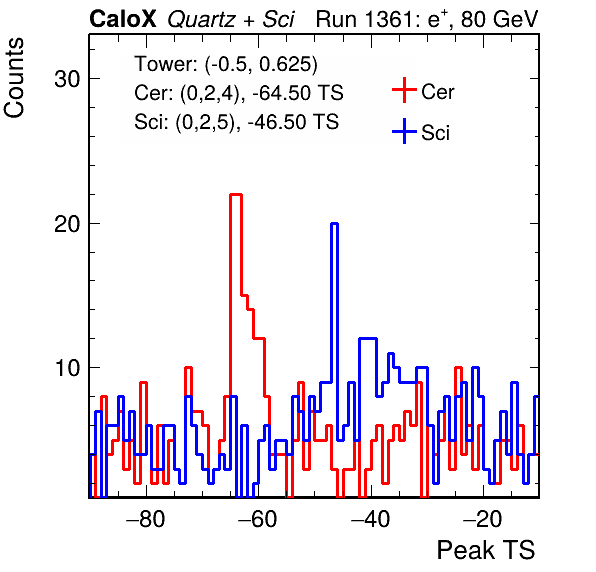 CaloX Quartz + Sci Run 1361: e+, 80 GeV
Counts
Tower: (-0.5, 0.625)
Cer: (0,2,4), -64.50 TS
Sci: (0,2,5), -46.50 TS
Cer
Sci
30
20
10
−80 −60 −40 −20
Peak TS